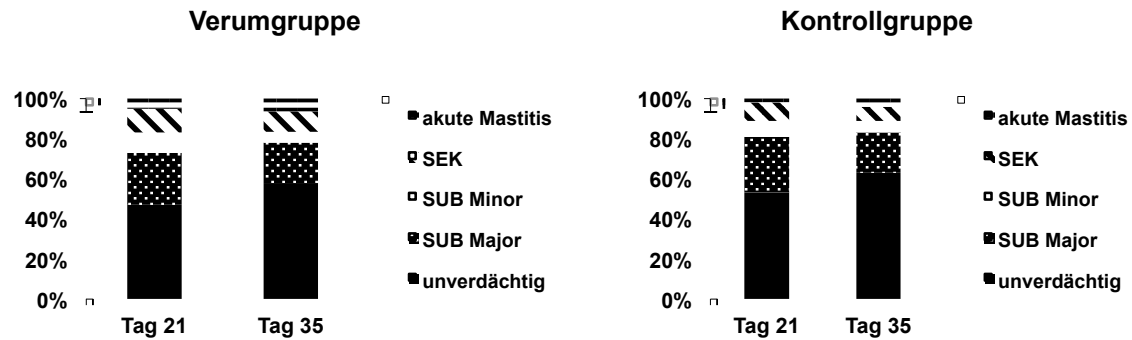 Verumgruppe
100%
80%
60%
40%
20%
0%
Tag 21
Tag 35
akute Mastitis
SEK
SUB Minor
SUB Major
unverdächtig
Kontrollgruppe
100%
80%
60%
40%
20%
0%
Tag 21
Tag 35
akute Mastitis
SEK
SUB Minor
SUB Major
unverdächtig